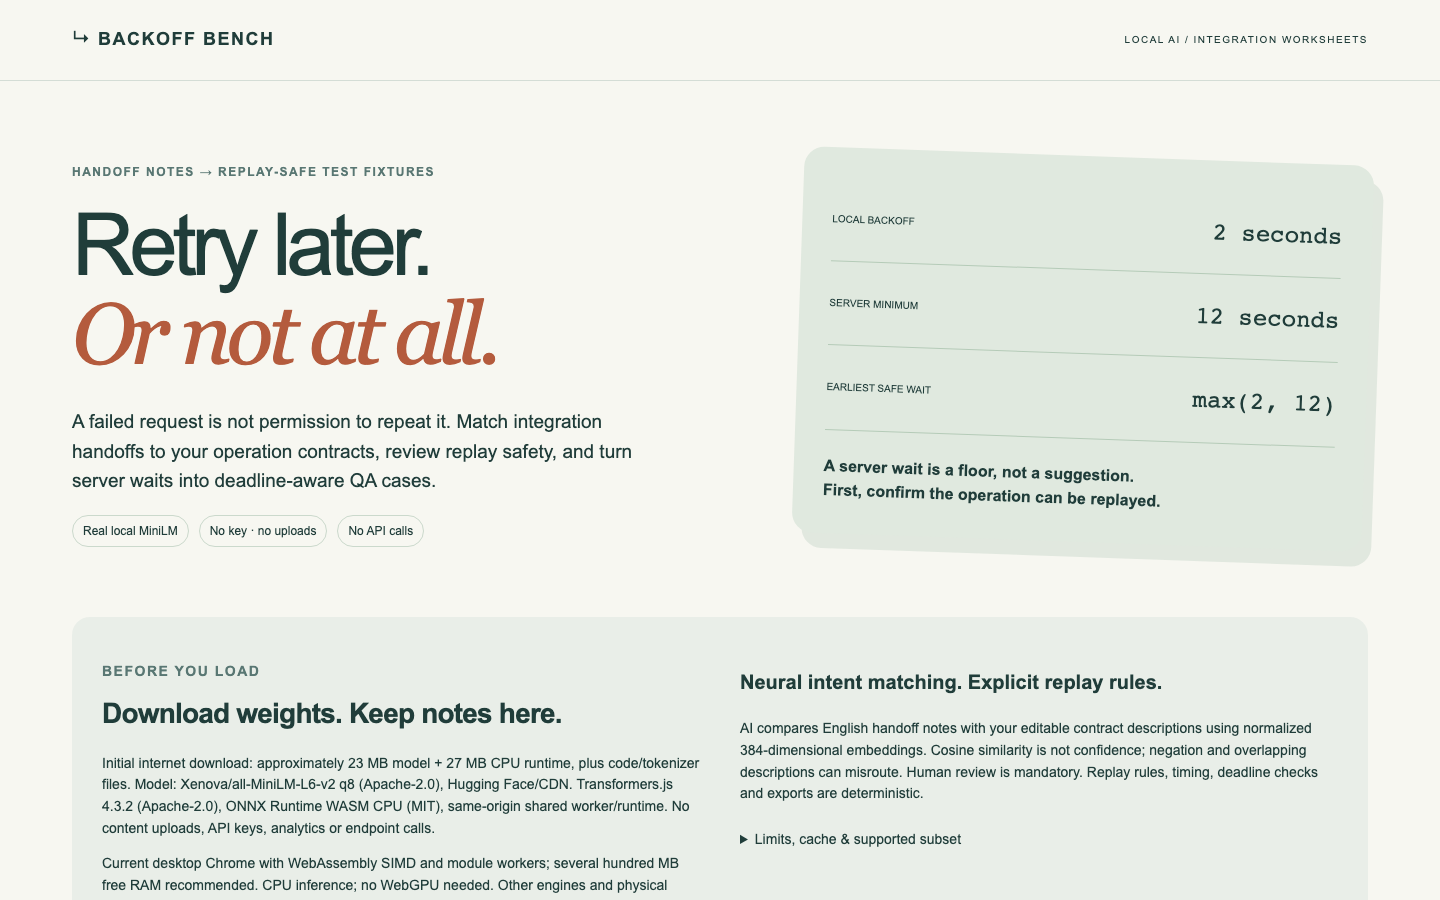 ↳ BACKOFF BENCH
LOCAL AI / INTEGRATION WORKSHEETS
HANDOFF NOTES → REPLAY-SAFE TEST FIXTURES
Retry later.
Or not at all.
A failed request is not permission to repeat it. Match integration
handoffs to your operation contracts, review replay safety, and turn
server waits into deadline-aware QA cases.
Real local MiniLM
No key · no uploads
No API calls
LOCAL BACKOFF
2 seconds
SERVER MINIMUM
12 seconds
EARLIEST SAFE WAIT
max(2, 12)
A server wait is a floor, not a suggestion.
First, confirm the operation can be replayed.
BEFORE YOU LOAD
Download weights. Keep notes here.
Initial internet download: approximately 23 MB model + 27 MB CPU runtime, plus code/tokenizer
files. Model: Xenova/all-MiniLM-L6-v2 q8 (Apache-2.0), Hugging Face/CDN. Transformers.js
4.3.2 (Apache-2.0), ONNX Runtime WASM CPU (MIT), same-origin shared worker/runtime. No
content uploads, API keys, analytics or endpoint calls.
Current desktop Chrome with WebAssembly SIMD and module workers; several hundred MB
free RAM recommended. CPU inference; no WebGPU needed. Other engines and physical
Neural intent matching. Explicit replay rules.
AI compares English handoff notes with your editable contract descriptions using normalized
384-dimensional embeddings. Cosine similarity is not confidence; negation and overlapping
descriptions can misroute. Human review is mandatory. Replay rules, timing, deadline checks
and exports are deterministic.
▶ Limits, cache & supported subset